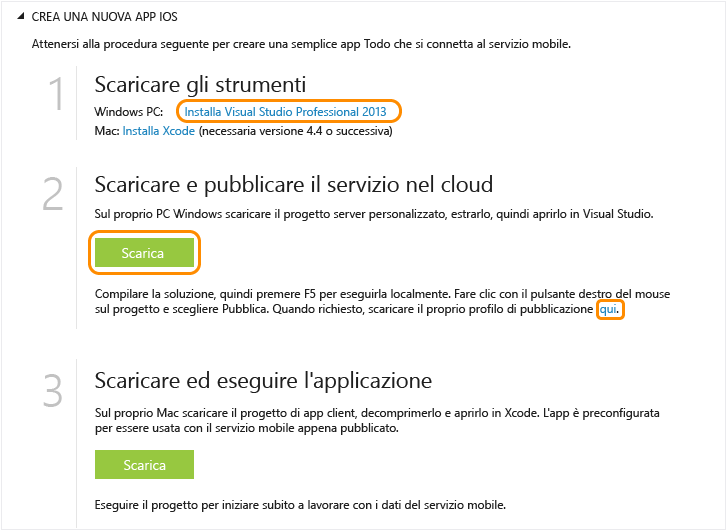 CREA UNA NUOVA APP IOS
Attenersi alla procedura seguente per creare una semplice app Todo che si connetta al servizio mobile.
1
Scaricare gli strumenti
Windows PC: Installa Visual Studio Professional 2013
Mac: Installa Xcode (necessaria versione 4.4 o successiva)
2
Scaricare e pubblicare il servizio nel cloud
Sul proprio PC Windows scaricare il progetto server personalizzato, estrarlo, quindi aprirlo in Visual Studio.
Scarica
Compilare la soluzione, quindi premere F5 per eseguirla localmente. Fare clic con il pulsante destro del mouse
sul progetto e scegliere Pubblica. Quando richiesto, scaricare il proprio profilo di pubblicazione qui.
3
Scaricare ed eseguire l'applicazione
Sul proprio Mac scaricare il progetto di app client, decomprimerlo e aprirlo in Xcode. L'app è preconfigurata
per essere usata con il servizio mobile appena pubblicato.
Scarica
Eseguire il progetto per iniziare subito a lavorare con i dati del servizio mobile.